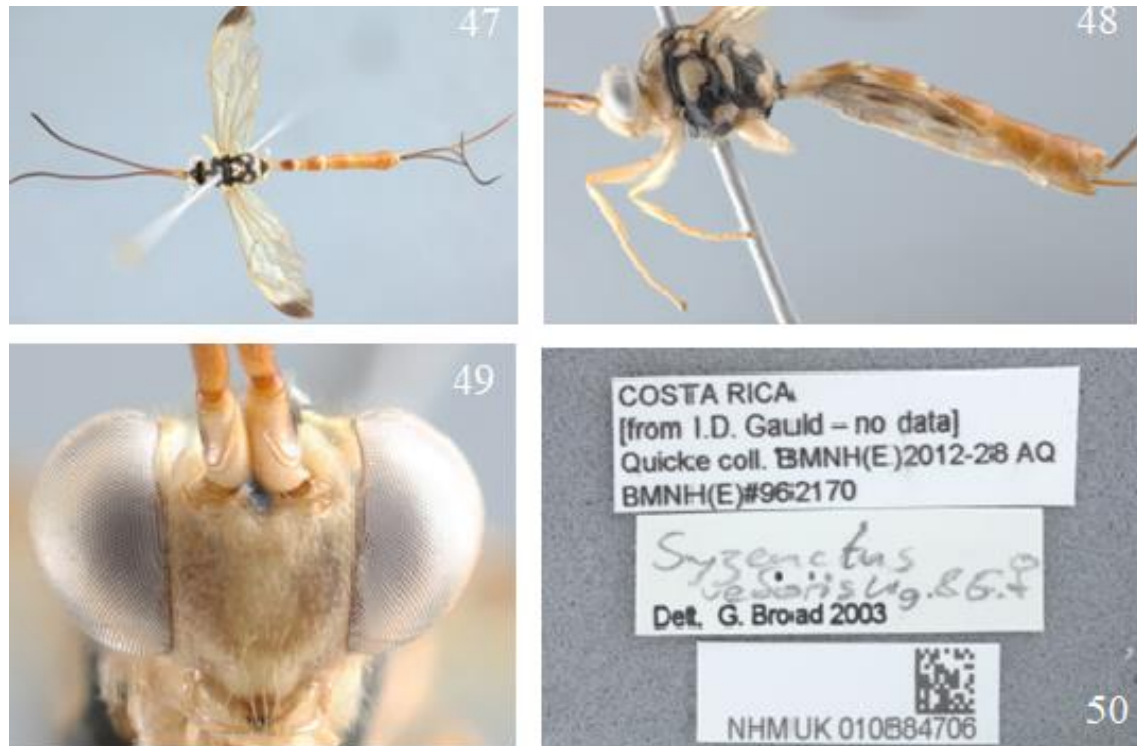 47
48
49
COSTA RICA
[from I.D. Gauld – no data]
Quicke coll. BMNH(E)2012-28 AQ
BMNH(E)#962170
Det. G. Broad 2003
NHMUK 010884706
50